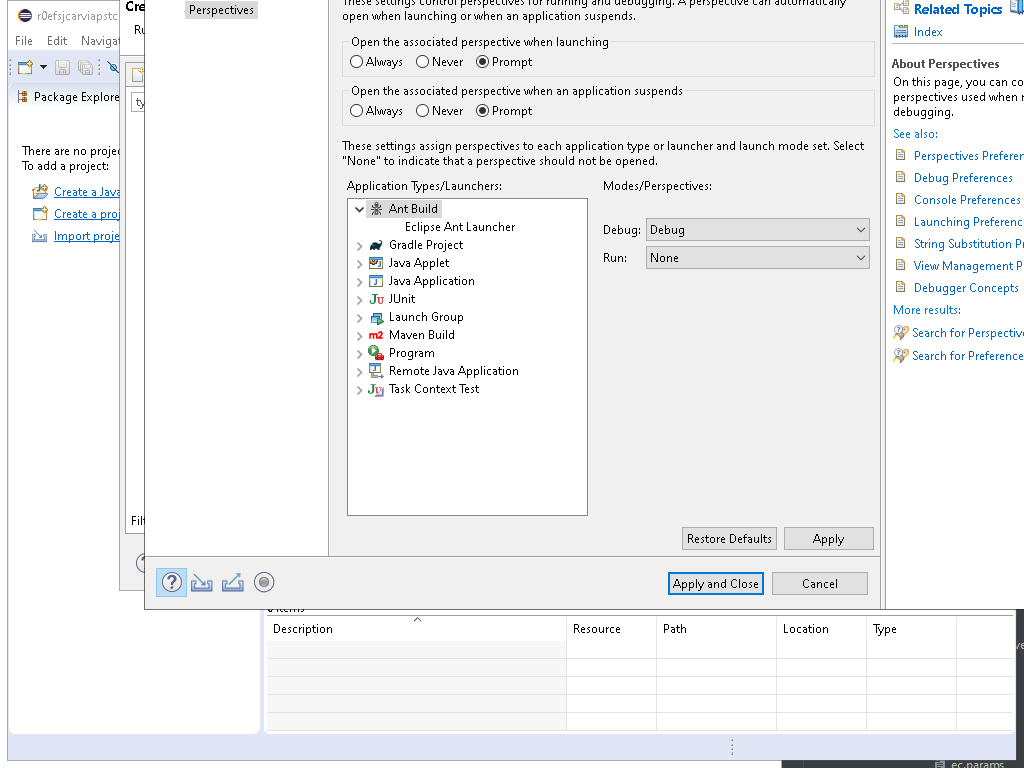 r0efsjcarviapstc
File Edit Navigat
Package Explore
There are no projec
To add a project:
Create a Java
Create a proj
Import proje
Cre
Ru
ty
Filt
Perspectives
These settings control perspectives for running and debugging. A perspective can automatically
open when launching or when an application suspends.
Open the associated perspective when launching
Always Never Prompt
Open the associated perspective when an application suspends
Always Never Prompt
These settings assign perspectives to each application type or launcher and launch mode set. Select
"None" to indicate that a perspective should not be opened.
Application Types/Launchers:
Ant Build
Eclipse Ant Launcher
Gradle Project
Java Applet
Java Application
JUnit
Launch Group
Maven Build
Program
Remote Java Application
Task Context Test
Modes/Perspectives:
Debug: Debug
Run: None
Restore Defaults Apply
Apply and Close Cancel
Related Topics
Index
About Perspectives
On this page, you can co
perspectives used when r
debugging.
See also:
Perspectives Preferen
Debug Preferences
Console Preferences
Launching Preferenc
String Substitution Pr
View Management P
Debugger Concepts
More results:
Search for Perspective
Search for Preference
0 items
Description Resource Path Location Type
ec.params